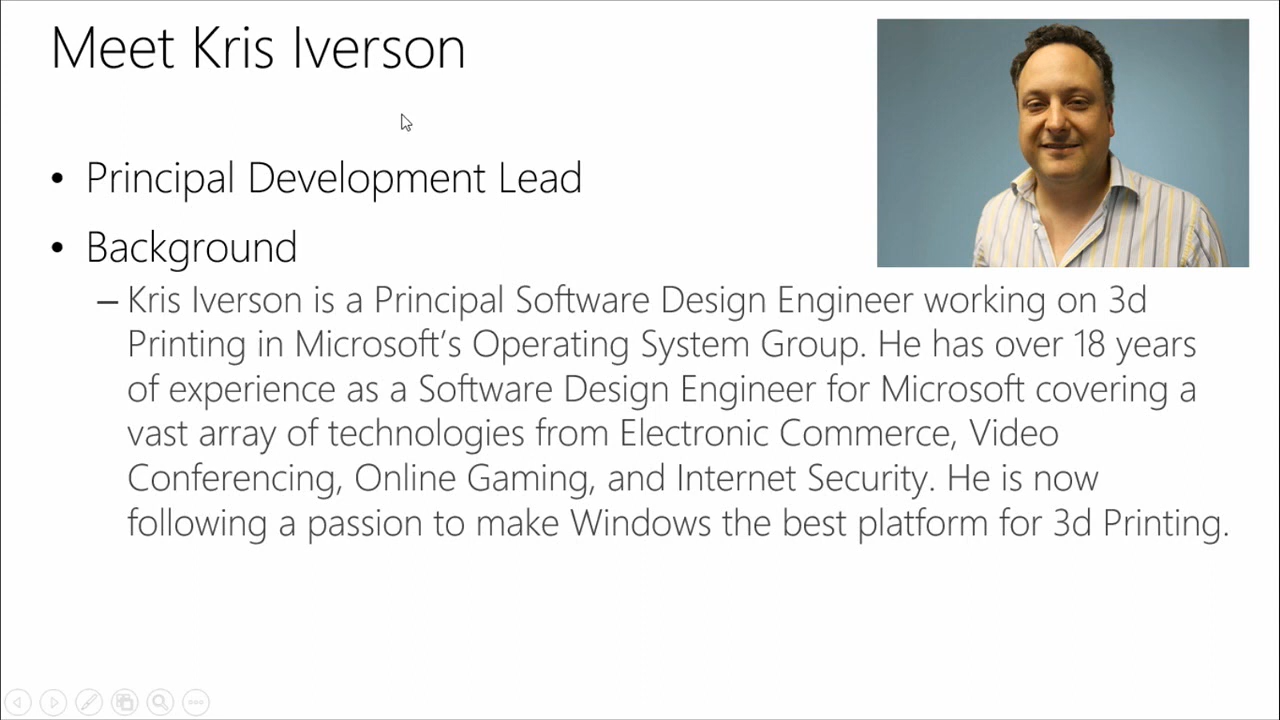 Meet Kris Iverson
• Principal Development Lead
• Background
– Kris Iverson is a Principal Software Design Engineer working on 3d
Printing in Microsoft’s Operating System Group. He has over 18 years
of experience as a Software Design Engineer for Microsoft covering a
vast array of technologies from Electronic Commerce, Video
Conferencing, Online Gaming, and Internet Security. He is now
following a passion to make Windows the best platform for 3d Printing.